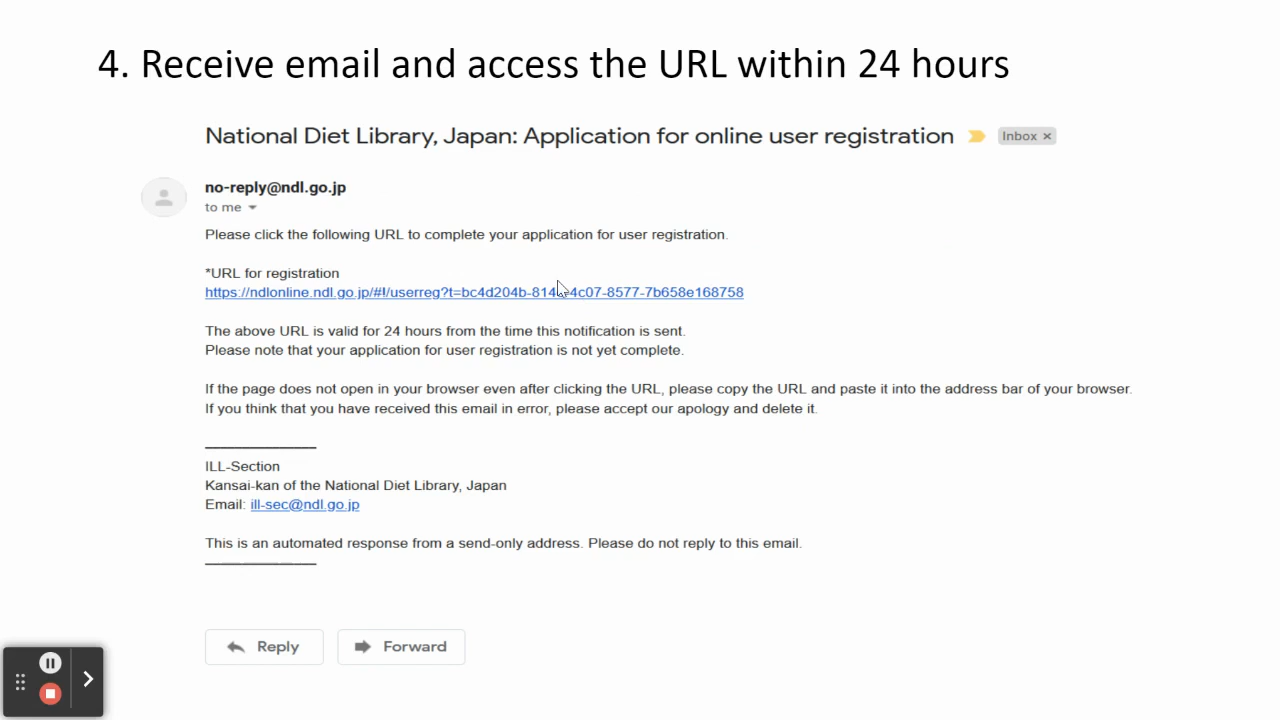 4. Receive email and access the URL within 24 hours
National Diet Library, Japan: Application for online user registration Inbox ×
no-reply@ndl.go.jp
to me
Please click the following URL to complete your application for user registration.
*URL for registration
https://ndlonline.ndl.go.jp/#!/userreg?t=bc4d204b-814 4c07-8577-7b658e168758
The above URL is valid for 24 hours from the time this notification is sent.
Please note that your application for user registration is not yet complete.
If the page does not open in your browser even after clicking the URL, please copy the URL and paste it into the address bar of your browser.
If you think that you have received this email in error, please accept our apology and delete it.
ILL-Section
Kansai-kan of the National Diet Library, Japan
Email: ill-sec@ndl.go.jp
This is an automated response from a send-only address. Please do not reply to this email.
Reply Forward